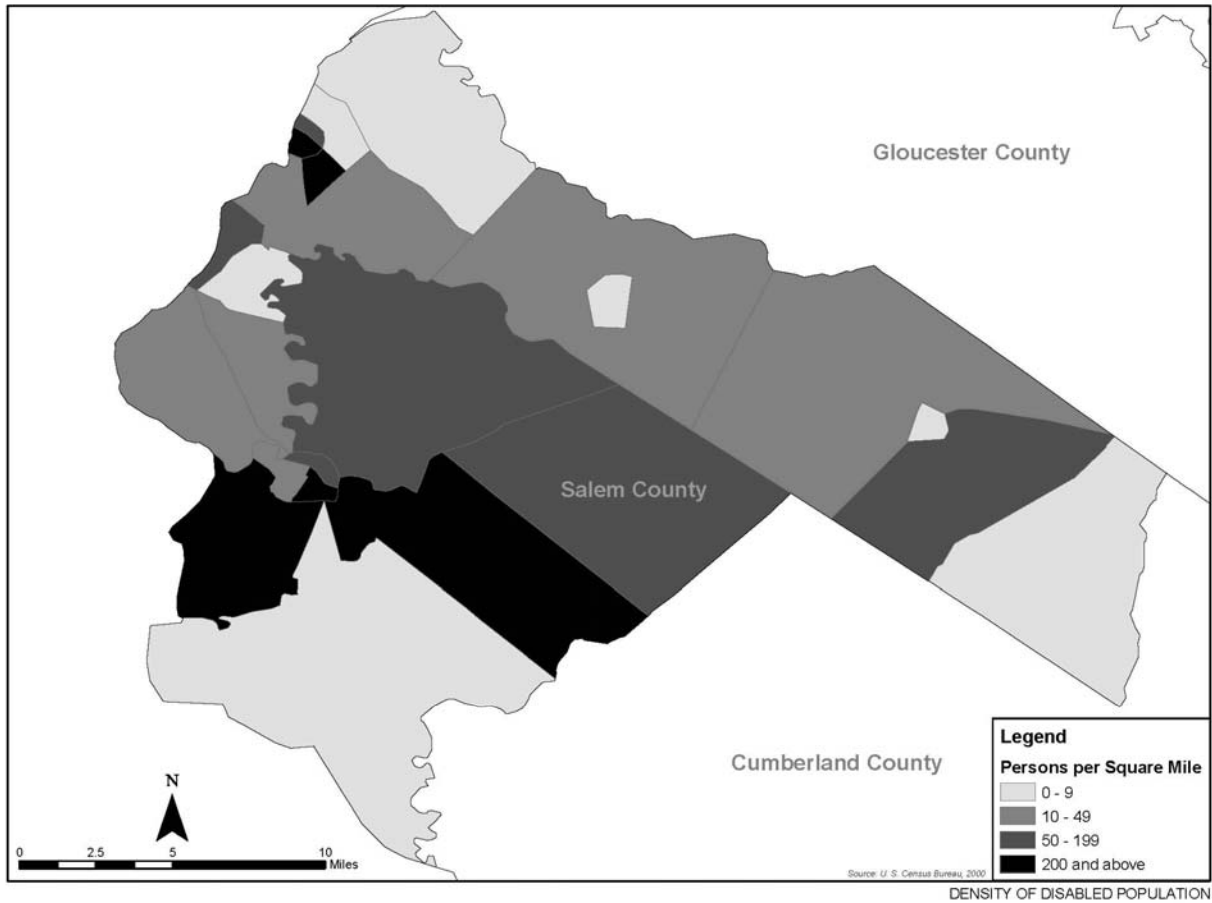 Gloucester County
Salem County
Cumberland County
N
0 2.5 5 10
Miles
Legend
Persons per Square Mile
0 - 9
10 - 49
50 - 199
200 and above
Source: U. S. Census Bureau, 2000
DENSITY OF DISABLED POPULATION